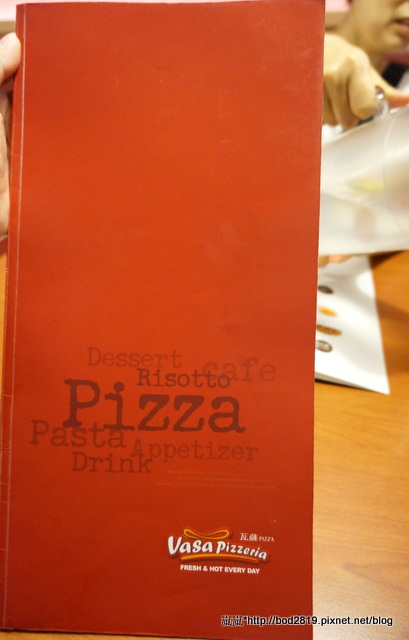 Dessert cafe
Risotto
Pizza
Pasta
Appetizer
Drink
瓦薩 PIZZA
Vasa Pizzeria
FRESH & HOT EVERY DAY
"http://bod2819.pixnet.net/blog